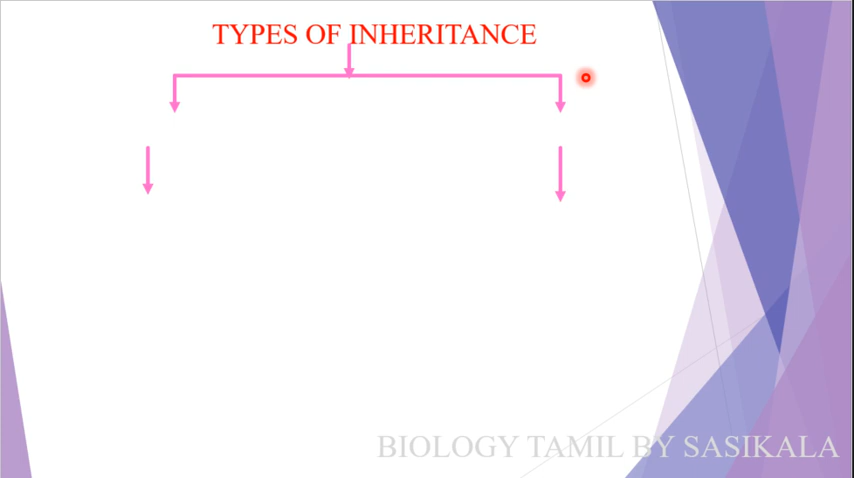 TYPES OF INHERITANCE
BIOLOGY TAMIL BY SASIKALA